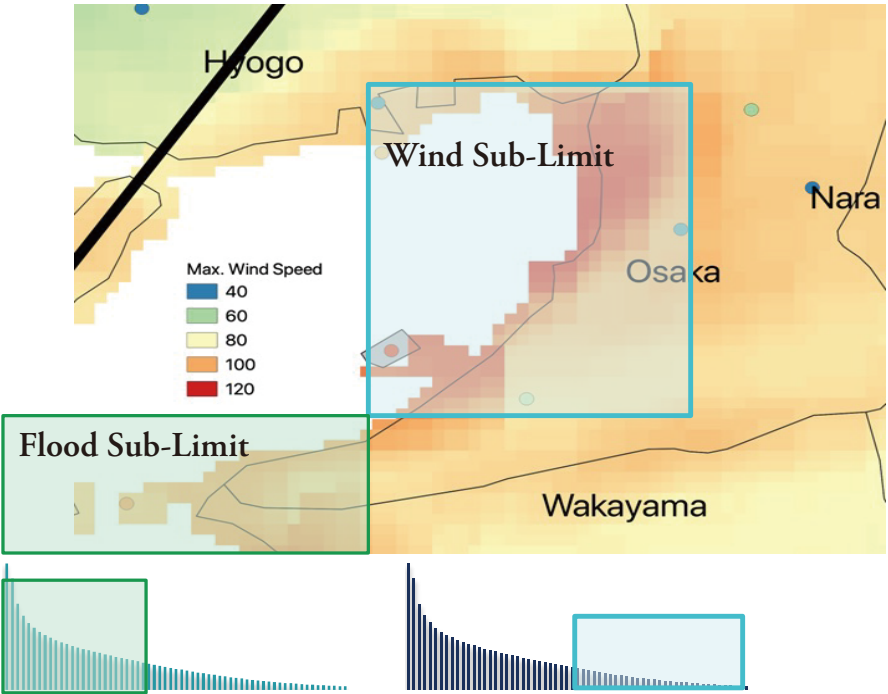 Hyogo
Wind Sub-Limit
Nara
Max. Wind Speed
Osaka
40
60
80
100
120
Flood Sub-Limit
Wakayama